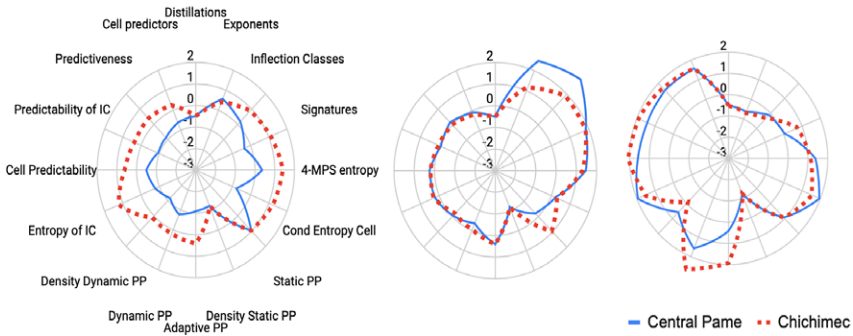 Distillations
Cell predictors
Exponents
Predictiveness
Inflection Classes
Predictability of IC
Signatures
Cell Predictability
4-MPS entropy
Entropy of IC
Cond Entropy Cell
Density Dynamic PP
Static PP
Dynamic PP
Density Static PP
Adaptive PP
2
1
0
-1
-2
-3
2
1
0
-1
-2
-3
2
1
0
-1
-2
-3
Central Pame
Chichimec